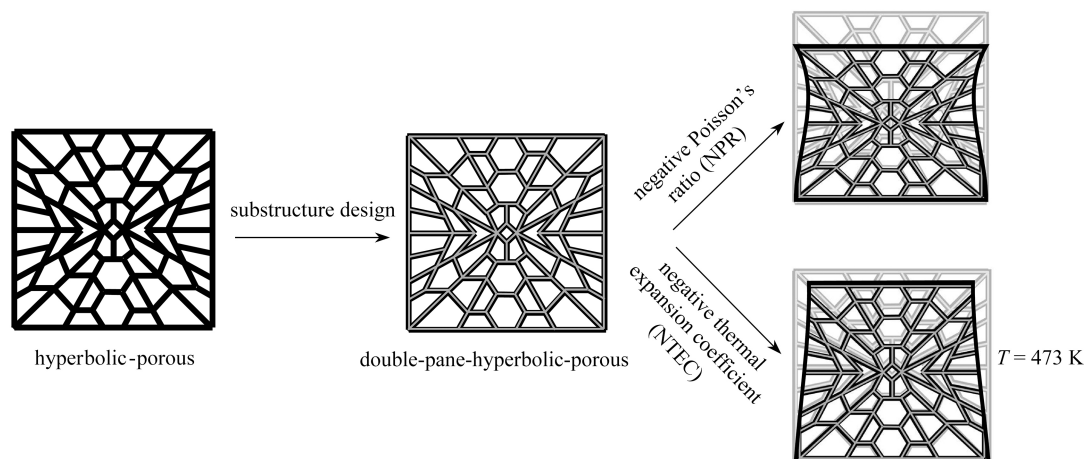 hyperbolic-porous
substructure design
double-pane-hyperbolic-porous
negative Poisson's
ratio (NPR)
negative thermal
expansion coefficient
(NTEC)
T = 473 K